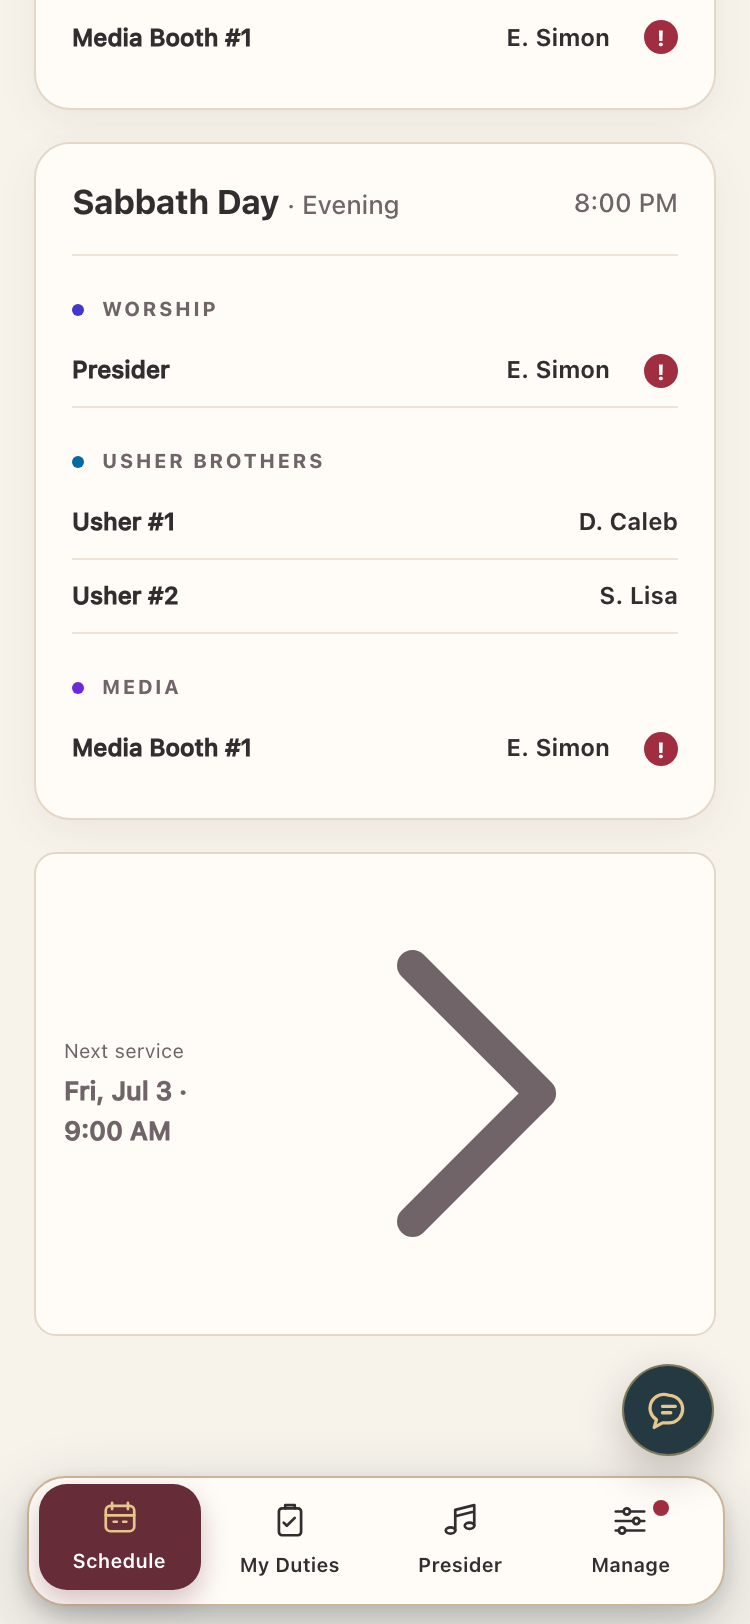 Media Booth #1 E. Simon !
Sabbath Day · Evening 8:00 PM
WORSHIP
Presider E. Simon !
USHER BROTHERS
Usher #1 D. Caleb
Usher #2 S. Lisa
MEDIA
Media Booth #1 E. Simon !
Next service
Fri, Jul 3 ·
9:00 AM
Schedule My Duties Presider Manage